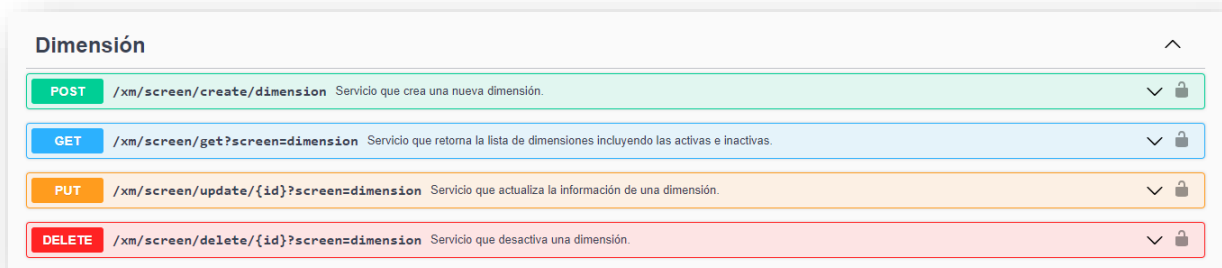 Dimensión
POST /xm/screen/create/dimension Servicio que crea una nueva dimensión.
GET /xm/screen/get?screen=dimension Servicio que retorna la lista de dimensiones incluyendo las activas e inactivas.
PUT /xm/screen/update/{id}?screen=dimension Servicio que actualiza la información de una dimensión.
DELETE /xm/screen/delete/{id}?screen=dimension Servicio que desactiva una dimensión.